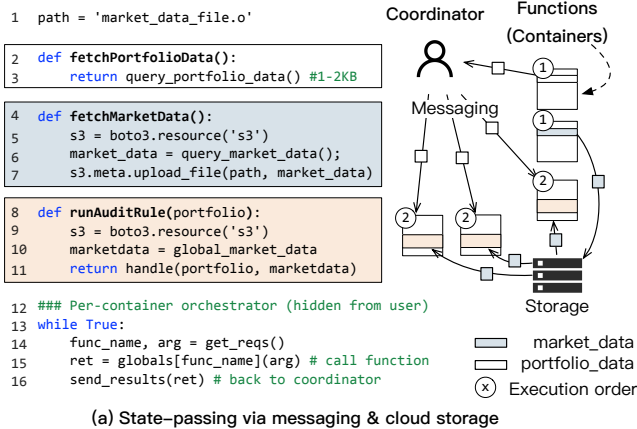 1 path = 'market_data_file.o'
2 def fetchPortfolioData():
3 return query_portfolio_data() #1-2KB
4 def fetchMarketData():
5 s3 = boto3.resource('s3')
6 market_data = query_market_data();
7 s3.meta.upload_file(path, market_data)
8 def runAuditRule(portfolio):
9 s3 = boto3.resource('s3')
10 marketdata = global_market_data
11 return handle(portfolio, marketdata)
12 ### Per-container orchestrator (hidden from user)
13 while True:
14 func_name, arg = get_reqs()
15 ret = globals[func_name](arg) # call function
16 send_results(ret) # back to coordinator
Coordinator
Functions
(Containers)
1
Messaging
1
2
2
2
Storage
market_data
portfolio_data
x Execution order
(a) State-passing via messaging & cloud storage